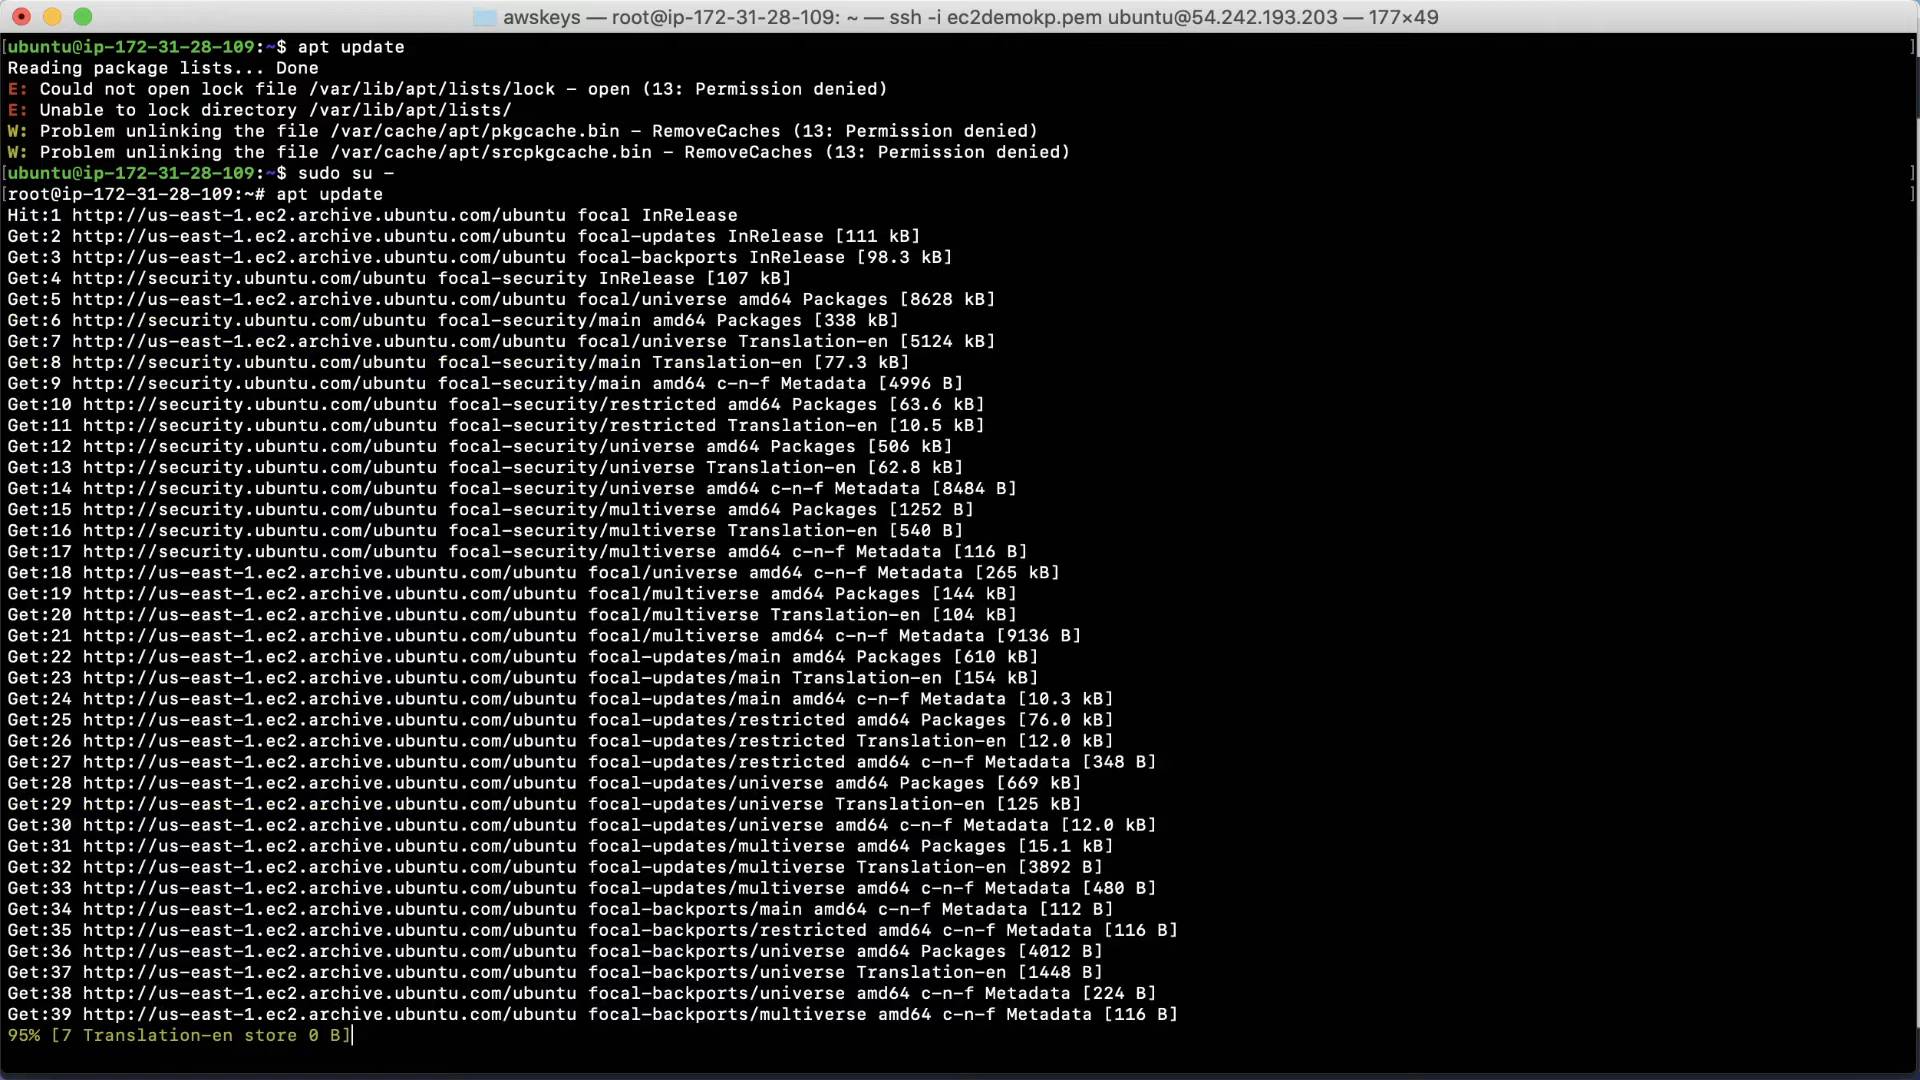 awskeys — root@ip-172-31-28-109: ~ — ssh -i ec2demokp.pem ubuntu@54.242.193.203 — 177×49
[ubuntu@ip-172-31-28-109:~$ apt update ]
Reading package lists... Done
E: Could not open lock file /var/lib/apt/lists/lock - open (13: Permission denied)
E: Unable to lock directory /var/lib/apt/lists/
W: Problem unlinking the file /var/cache/apt/pkgcache.bin - RemoveCaches (13: Permission denied)
W: Problem unlinking the file /var/cache/apt/srcpkgcache.bin - RemoveCaches (13: Permission denied)
[ubuntu@ip-172-31-28-109:~$ sudo su - ]
[root@ip-172-31-28-109:~# apt update ]
Hit:1 http://us-east-1.ec2.archive.ubuntu.com/ubuntu focal InRelease
Get:2 http://us-east-1.ec2.archive.ubuntu.com/ubuntu focal-updates InRelease [111 kB]
Get:3 http://us-east-1.ec2.archive.ubuntu.com/ubuntu focal-backports InRelease [98.3 kB]
Get:4 http://security.ubuntu.com/ubuntu focal-security InRelease [107 kB]
Get:5 http://us-east-1.ec2.archive.ubuntu.com/ubuntu focal/universe amd64 Packages [8628 kB]
Get:6 http://security.ubuntu.com/ubuntu focal-security/main amd64 Packages [338 kB]
Get:7 http://us-east-1.ec2.archive.ubuntu.com/ubuntu focal/universe Translation-en [5124 kB]
Get:8 http://security.ubuntu.com/ubuntu focal-security/main Translation-en [77.3 kB]
Get:9 http://security.ubuntu.com/ubuntu focal-security/main amd64 c-n-f Metadata [4996 B]
Get:10 http://security.ubuntu.com/ubuntu focal-security/restricted amd64 Packages [63.6 kB]
Get:11 http://security.ubuntu.com/ubuntu focal-security/restricted Translation-en [10.5 kB]
Get:12 http://security.ubuntu.com/ubuntu focal-security/universe amd64 Packages [506 kB]
Get:13 http://security.ubuntu.com/ubuntu focal-security/universe Translation-en [62.8 kB]
Get:14 http://security.ubuntu.com/ubuntu focal-security/universe amd64 c-n-f Metadata [8484 B]
Get:15 http://security.ubuntu.com/ubuntu focal-security/multiverse amd64 Packages [1252 B]
Get:16 http://security.ubuntu.com/ubuntu focal-security/multiverse Translation-en [540 B]
Get:17 http://security.ubuntu.com/ubuntu focal-security/multiverse amd64 c-n-f Metadata [116 B]
Get:18 http://us-east-1.ec2.archive.ubuntu.com/ubuntu focal/universe amd64 c-n-f Metadata [265 kB]
Get:19 http://us-east-1.ec2.archive.ubuntu.com/ubuntu focal/multiverse amd64 Packages [144 kB]
Get:20 http://us-east-1.ec2.archive.ubuntu.com/ubuntu focal/multiverse Translation-en [104 kB]
Get:21 http://us-east-1.ec2.archive.ubuntu.com/ubuntu focal/multiverse amd64 c-n-f Metadata [9136 B]
Get:22 http://us-east-1.ec2.archive.ubuntu.com/ubuntu focal-updates/main amd64 Packages [610 kB]
Get:23 http://us-east-1.ec2.archive.ubuntu.com/ubuntu focal-updates/main Translation-en [154 kB]
Get:24 http://us-east-1.ec2.archive.ubuntu.com/ubuntu focal-updates/main amd64 c-n-f Metadata [10.3 kB]
Get:25 http://us-east-1.ec2.archive.ubuntu.com/ubuntu focal-updates/restricted amd64 Packages [76.0 kB]
Get:26 http://us-east-1.ec2.archive.ubuntu.com/ubuntu focal-updates/restricted Translation-en [12.0 kB]
Get:27 http://us-east-1.ec2.archive.ubuntu.com/ubuntu focal-updates/restricted amd64 c-n-f Metadata [348 B]
Get:28 http://us-east-1.ec2.archive.ubuntu.com/ubuntu focal-updates/universe amd64 Packages [669 kB]
Get:29 http://us-east-1.ec2.archive.ubuntu.com/ubuntu focal-updates/universe Translation-en [125 kB]
Get:30 http://us-east-1.ec2.archive.ubuntu.com/ubuntu focal-updates/universe amd64 c-n-f Metadata [12.0 kB]
Get:31 http://us-east-1.ec2.archive.ubuntu.com/ubuntu focal-updates/multiverse amd64 Packages [15.1 kB]
Get:32 http://us-east-1.ec2.archive.ubuntu.com/ubuntu focal-updates/multiverse Translation-en [3892 B]
Get:33 http://us-east-1.ec2.archive.ubuntu.com/ubuntu focal-updates/multiverse amd64 c-n-f Metadata [480 B]
Get:34 http://us-east-1.ec2.archive.ubuntu.com/ubuntu focal-backports/main amd64 c-n-f Metadata [112 B]
Get:35 http://us-east-1.ec2.archive.ubuntu.com/ubuntu focal-backports/restricted amd64 c-n-f Metadata [116 B]
Get:36 http://us-east-1.ec2.archive.ubuntu.com/ubuntu focal-backports/universe amd64 Packages [4012 B]
Get:37 http://us-east-1.ec2.archive.ubuntu.com/ubuntu focal-backports/universe Translation-en [1448 B]
Get:38 http://us-east-1.ec2.archive.ubuntu.com/ubuntu focal-backports/universe amd64 c-n-f Metadata [224 B]
Get:39 http://us-east-1.ec2.archive.ubuntu.com/ubuntu focal-backports/multiverse amd64 c-n-f Metadata [116 B]
95% [7 Translation-en store 0 B]